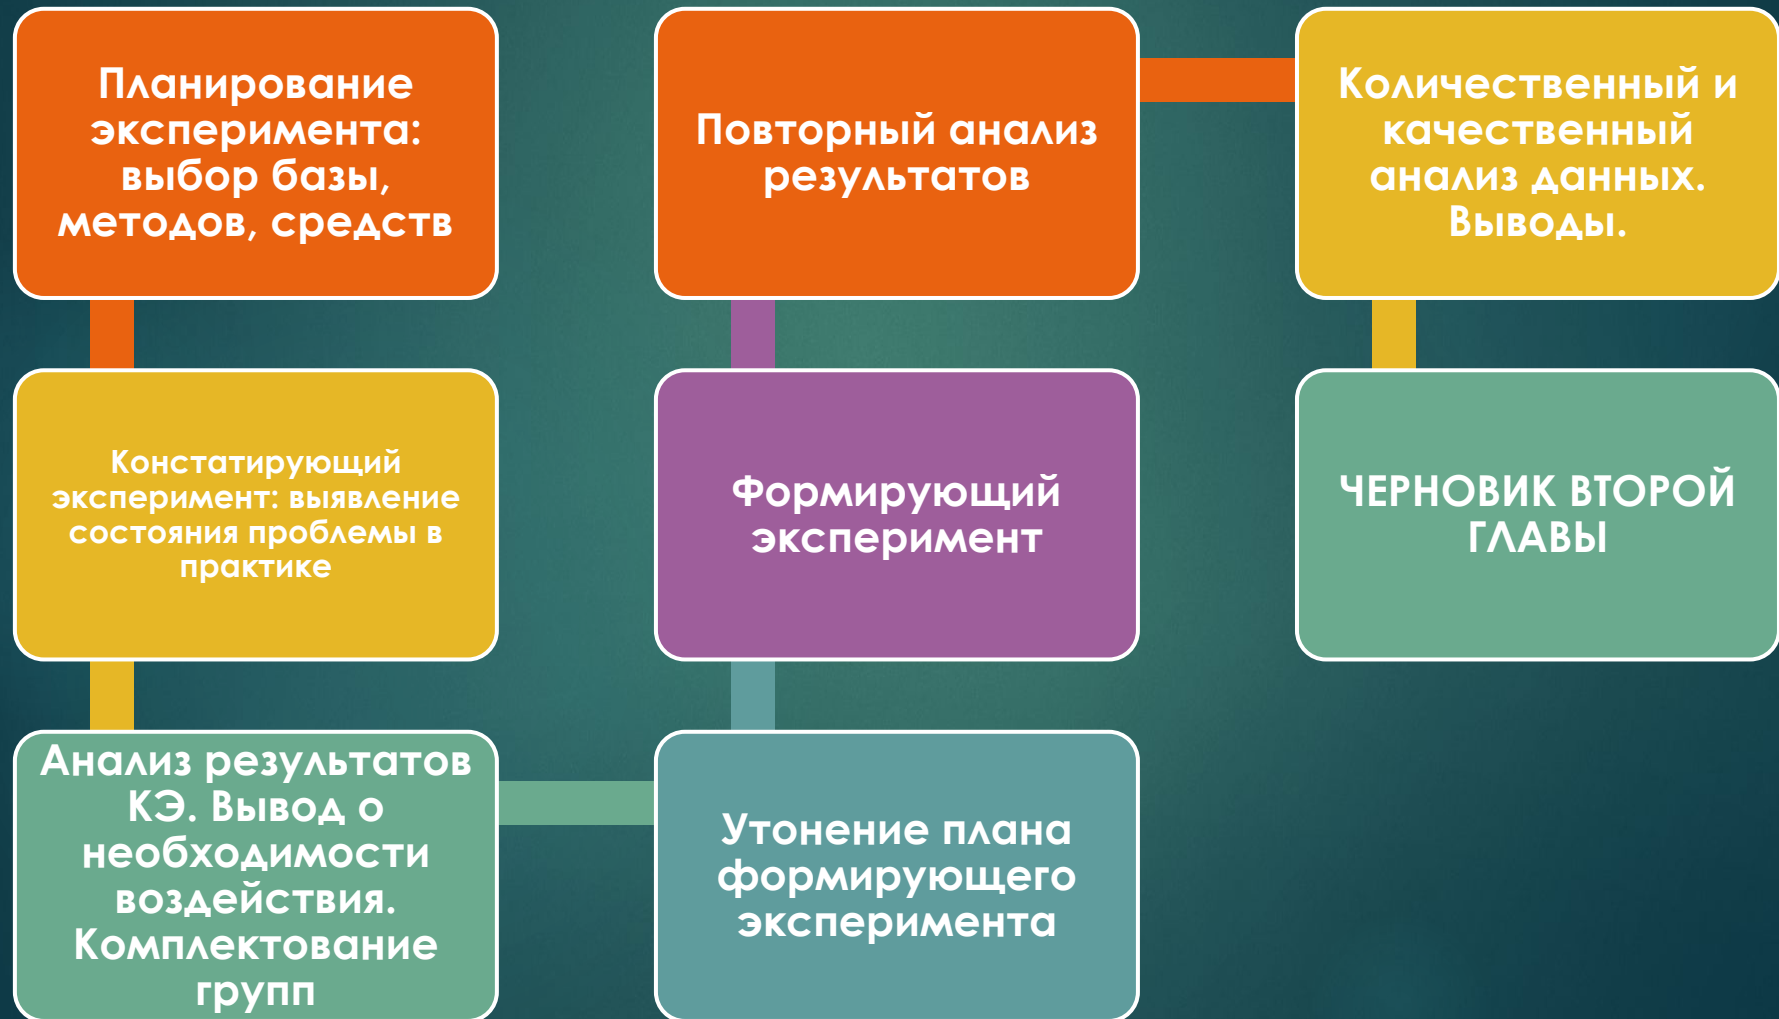 Планирование
эксперимента:
выбор базы,
методов, средств
Констатирующий
эксперимент: выявление
состояния проблемы в
практике
Анализ результатов
КЭ. Вывод о
необходимости
воздействия.
Комплектование
групп
Утонение плана
формирующего
эксперимента
Формирующий
эксперимент
Повторный анализ
результатов
Количественный и
качественный
анализ данных.
Выводы.
ЧЕРНОВИК ВТОРОЙ
ГЛАВЫ